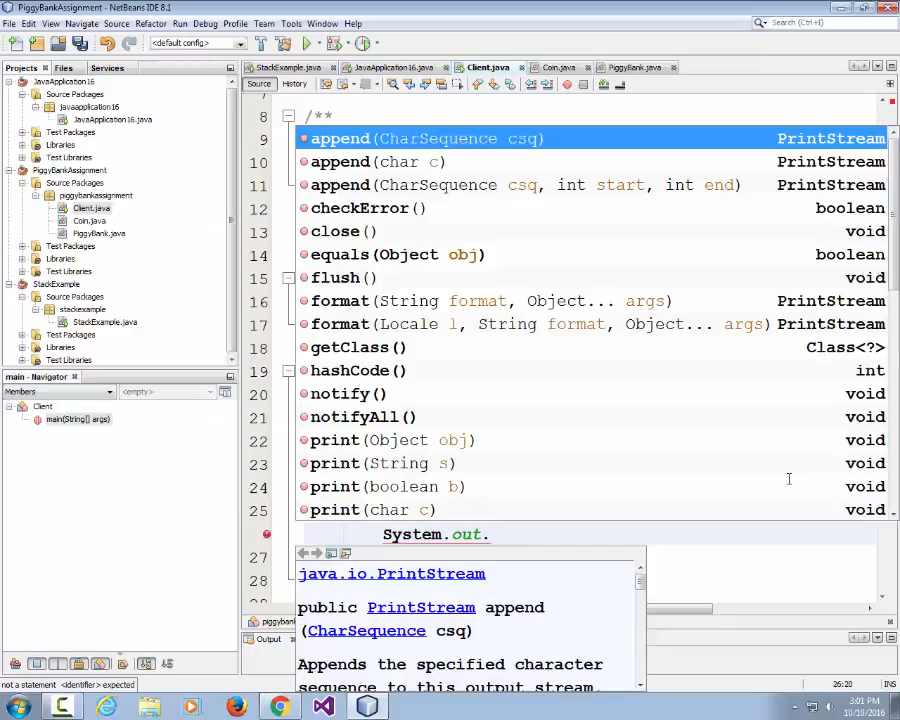 PiggyBankAssignment - NetBeans IDE 8.1
File Edit View Navigate Source Refactor Run Debug Profile Team Tools Window Help
Search (Ctrl+I)
<default config>
Projects Files Services
StackExample.java JavaApplication16.java Client.java Coin.java PiggyBank.java
Source History
JavaApplication16
Source Packages
javaapplication16
JavaApplication16.java
Test Packages
Libraries
Test Libraries
PiggyBankAssignment
Source Packages
piggybankassignment
Client.java
Coin.java
PiggyBank.java
Test Packages
Libraries
Test Libraries
StackExample
Source Packages
stackexample
StackExample.java
Test Packages
Libraries
Test Libraries
main - Navigator
Members <empty>
Client
main(String[] args)
7
8 /**
9 append(CharSequence csq) PrintStream
10 append(char c) PrintStream
11 append(CharSequence csq, int start, int end) PrintStream
12 checkError() boolean
13 close() void
14 equals(Object obj) boolean
15 flush() void
16 format(String format, Object... args) PrintStream
17 format(Locale l, String format, Object... args) PrintStream
18 getClass() Class<?>
19 hashCode() int
20 notify() void
21 notifyAll() void
22 print(Object obj) void
23 print(String s) void
24 print(boolean b) void
25 print(char c) void
System.out.
27
28
java.io.PrintStream
public PrintStream append
(CharSequence csq)
Appends the specified character
sequence to this output stream.
Output
not a statement <identifier> expected
26:20 INS
3:01 PM
10/10/2016